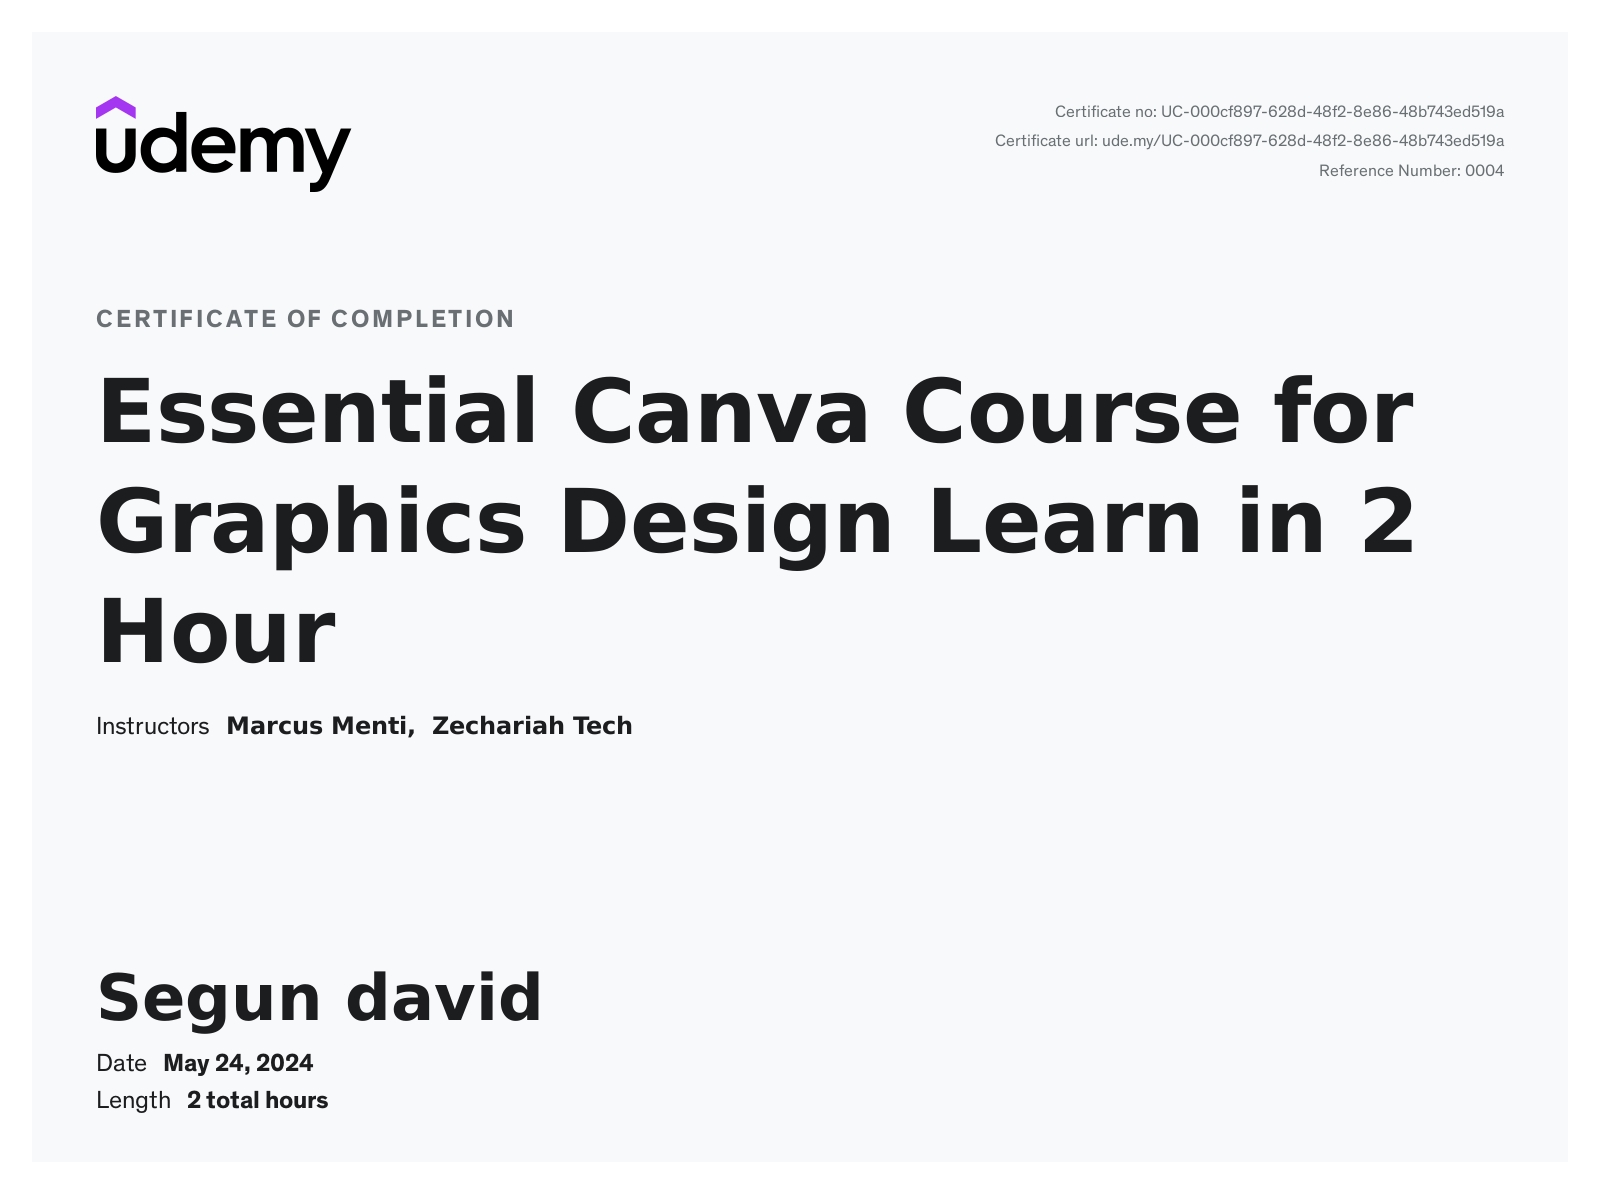 udemy
Certificate no: UC-000cf897-628d-48f2-8e86-48b743ed519a
Certificate url: ude.my/UC-000cf897-628d-48f2-8e86-48b743ed519a
Reference Number: 0004
CERTIFICATE OF COMPLETION
Essential Canva Course for
Graphics Design Learn in 2
Hour
Instructors Marcus Menti, Zechariah Tech
Segun david
Date May 24, 2024
Length 2 total hours